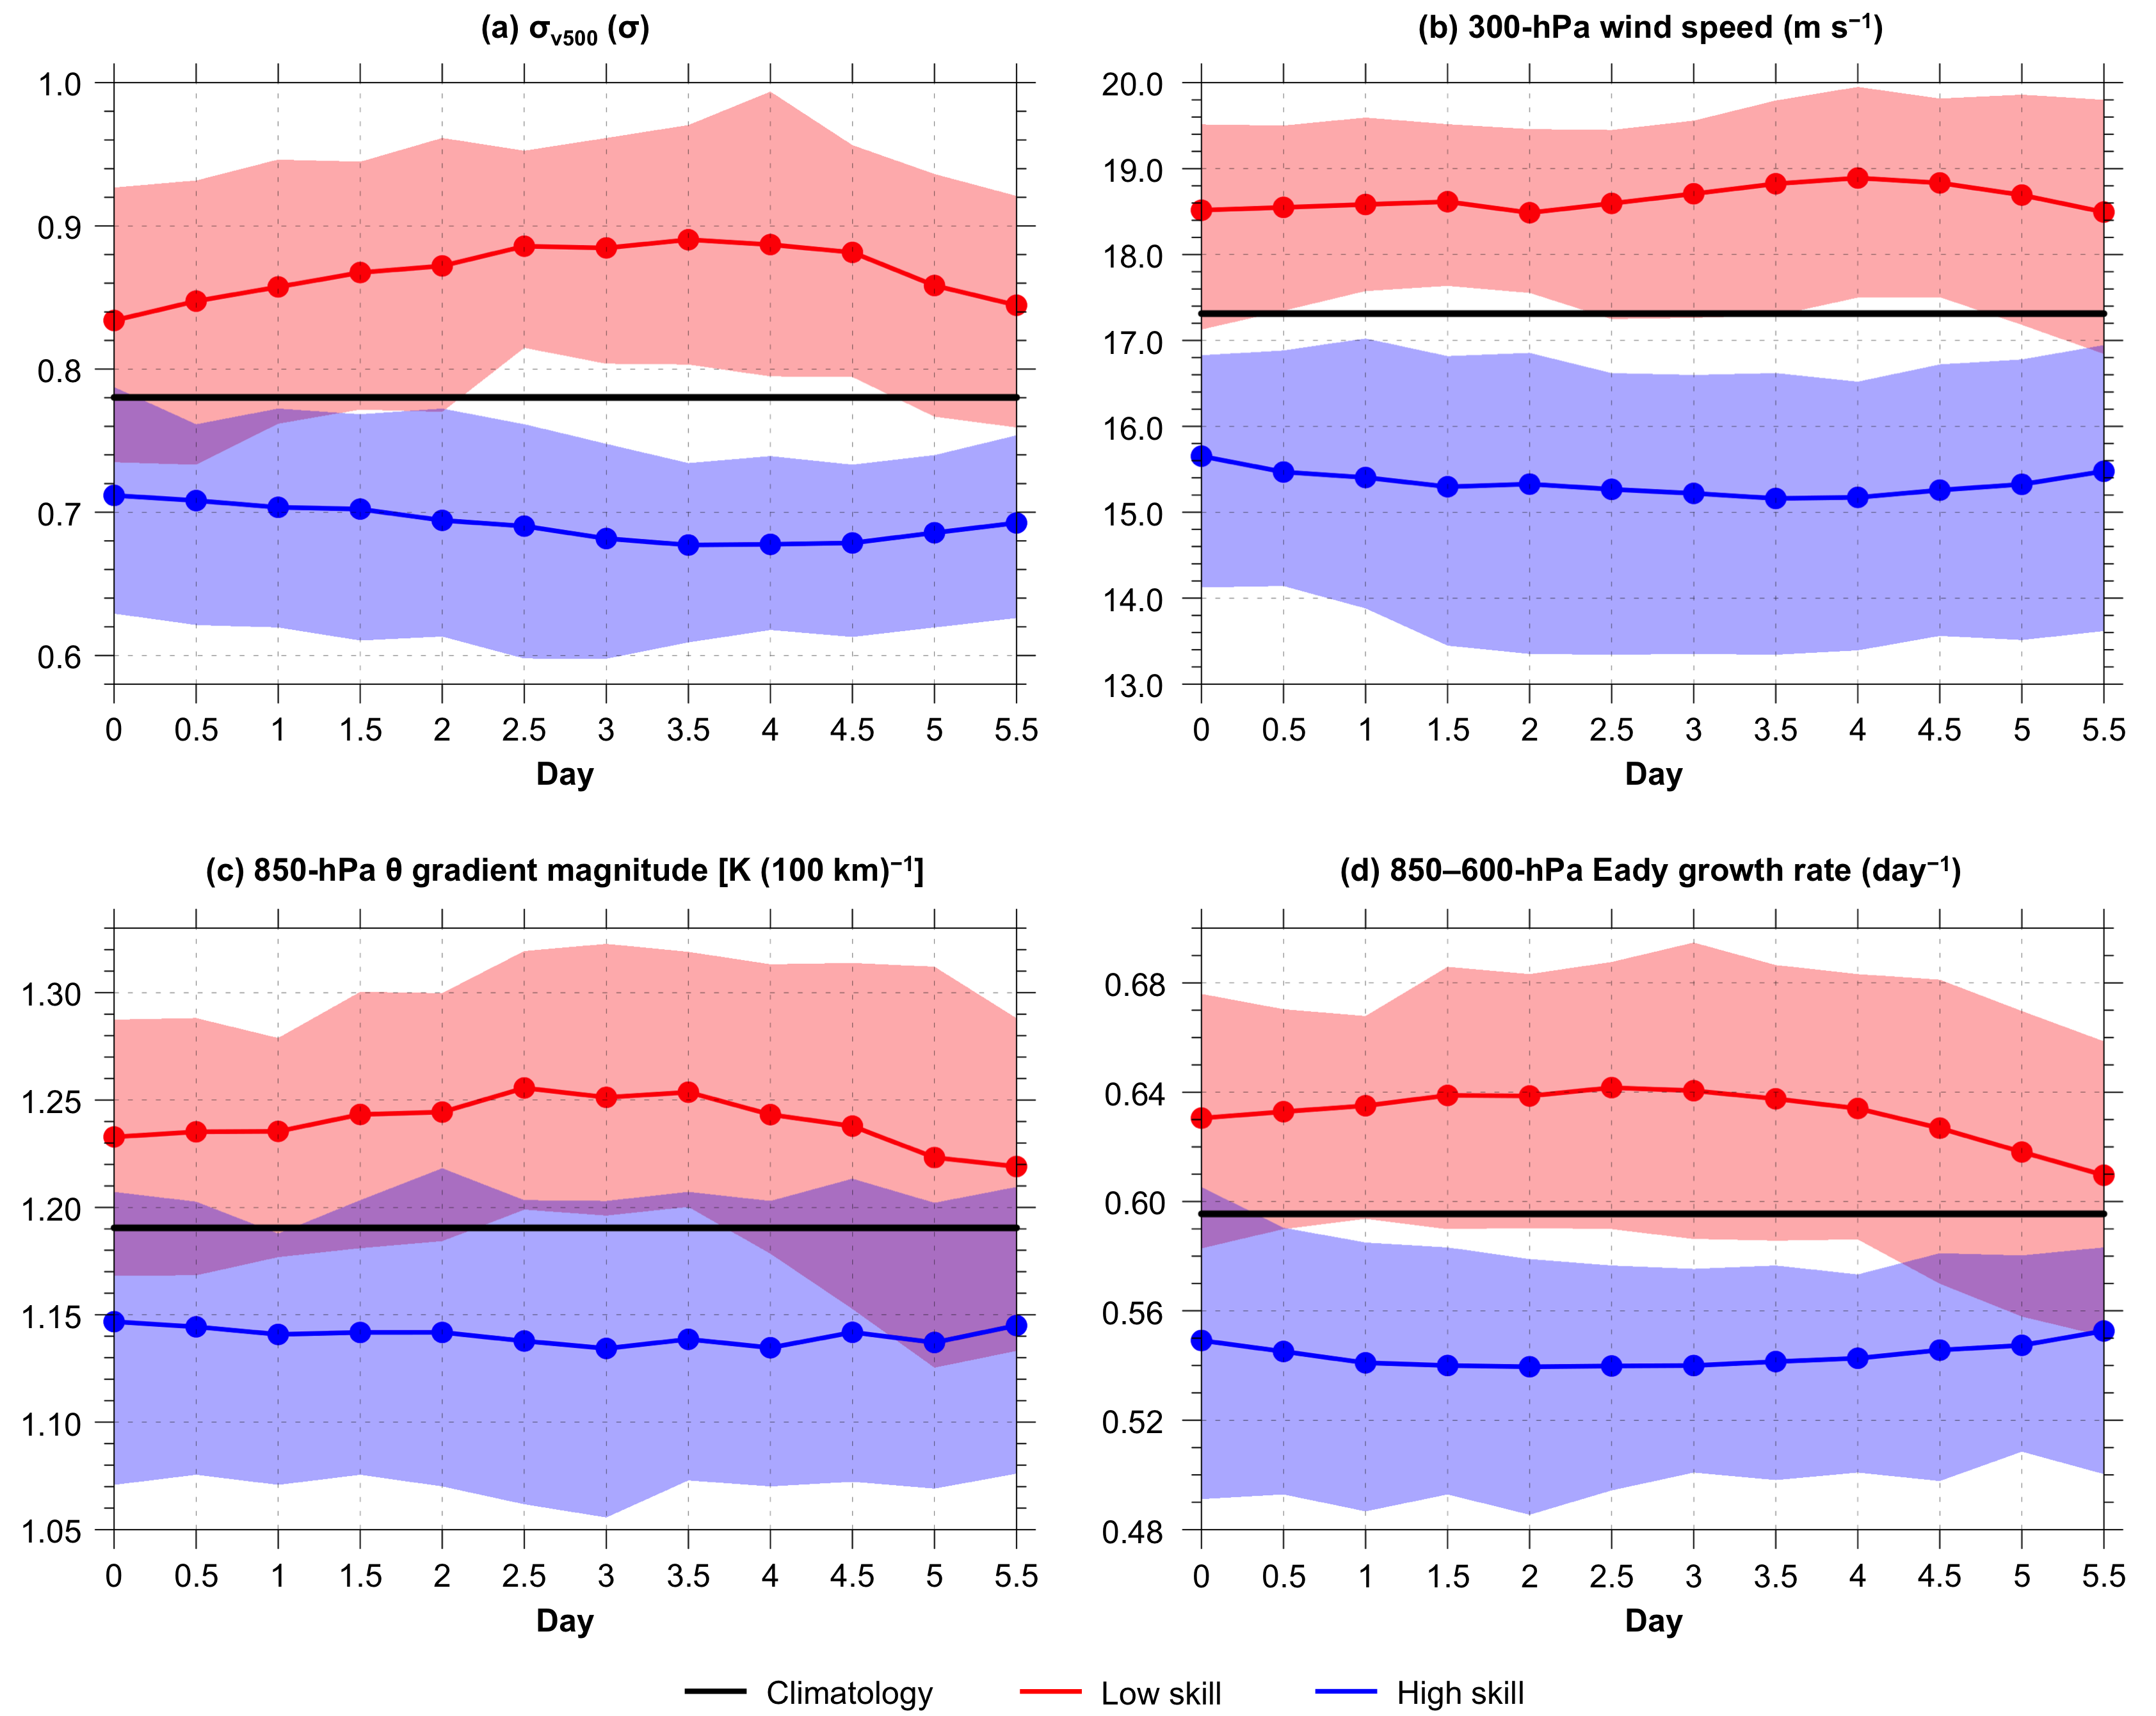 (a) σv500 (σ)
1.0
0.9
0.8
0.7
0.6
0 0.5 1 1.5 2 2.5 3 3.5 4 4.5 5 5.5
Day
(b) 300-hPa wind speed (m s−1)
20.0
19.0
18.0
17.0
16.0
15.0
14.0
13.0
0 0.5 1 1.5 2 2.5 3 3.5 4 4.5 5 5.5
Day
(c) 850-hPa θ gradient magnitude [K (100 km)−1]
1.30
1.25
1.20
1.15
1.10
1.05
0 0.5 1 1.5 2 2.5 3 3.5 4 4.5 5 5.5
Day
(d) 850–600-hPa Eady growth rate (day−1)
0.68
0.64
0.60
0.56
0.52
0.48
0 0.5 1 1.5 2 2.5 3 3.5 4 4.5 5 5.5
Day
Climatology Low skill High skill